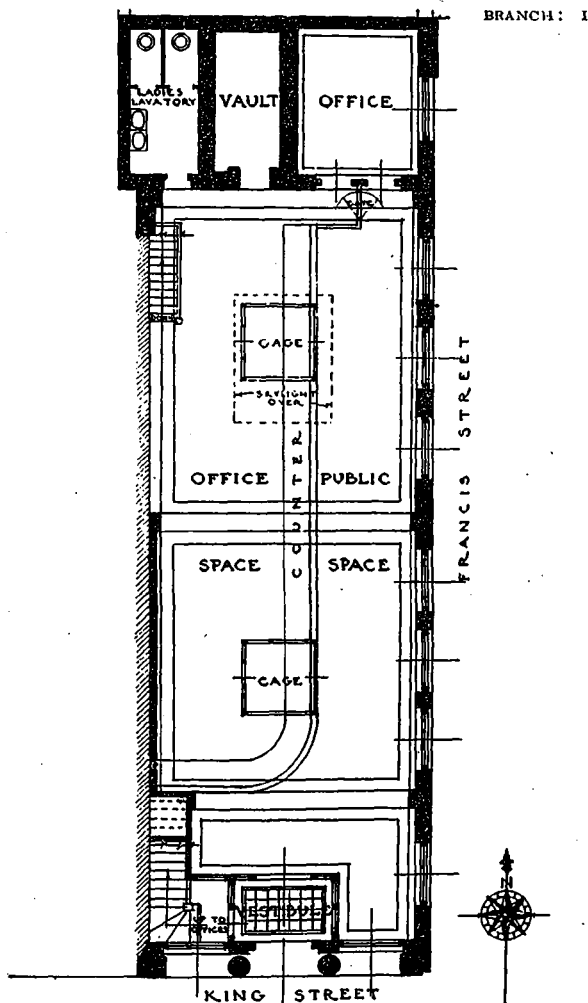 BRANCH:
LADIES
LAVATORY
VAULT
OFFICE
GATE
CAGE
SKYLIGHT
OVER
COUNTER
OFFICE
PUBLIC
SPACE
SPACE
CAGE
FRANCIS STREET
UP TO
OFFICES
VESTIBULE
N
KING STREET